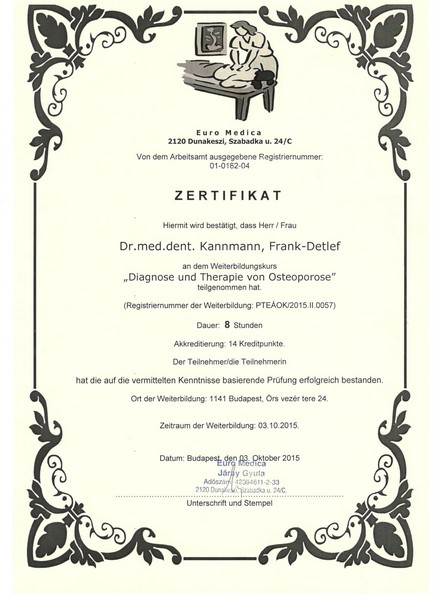 Euro Medica
2120 Dunakeszi, Szabadka u. 24/C
Von dem Arbeitsamt ausgegebene Registriernummer:
01-0182-04
ZERTIFIKAT
Hiermit wird bestätigt, dass Herr / Frau
Dr.med.dent. Kannmann, Frank-Detlef
an dem Weiterbildungskurs
„Diagnose und Therapie von Osteoporose”
teilgenommen hat.
(Registriernummer der Weiterbildung: PTEÁOK/2015.II.0057)
Dauer: 8 Stunden
Akkreditierung: 14 Kreditpunkte.
Der Teilnehmer/die Teilnehmerin
hat die auf die vermittelten Kenntnisse basierende Prüfung erfolgreich bestanden.
Ort der Weiterbildung: 1141 Budapest, Örs vezér tere 24.
Zeitraum der Weiterbildung: 03.10.2015.
Datum: Budapest, den 03. Oktober 2015
Euro Medica
Járay Gyula
2120 Dunakeszi, Szabadka u. 24/C.
Unterschrift und Stempel